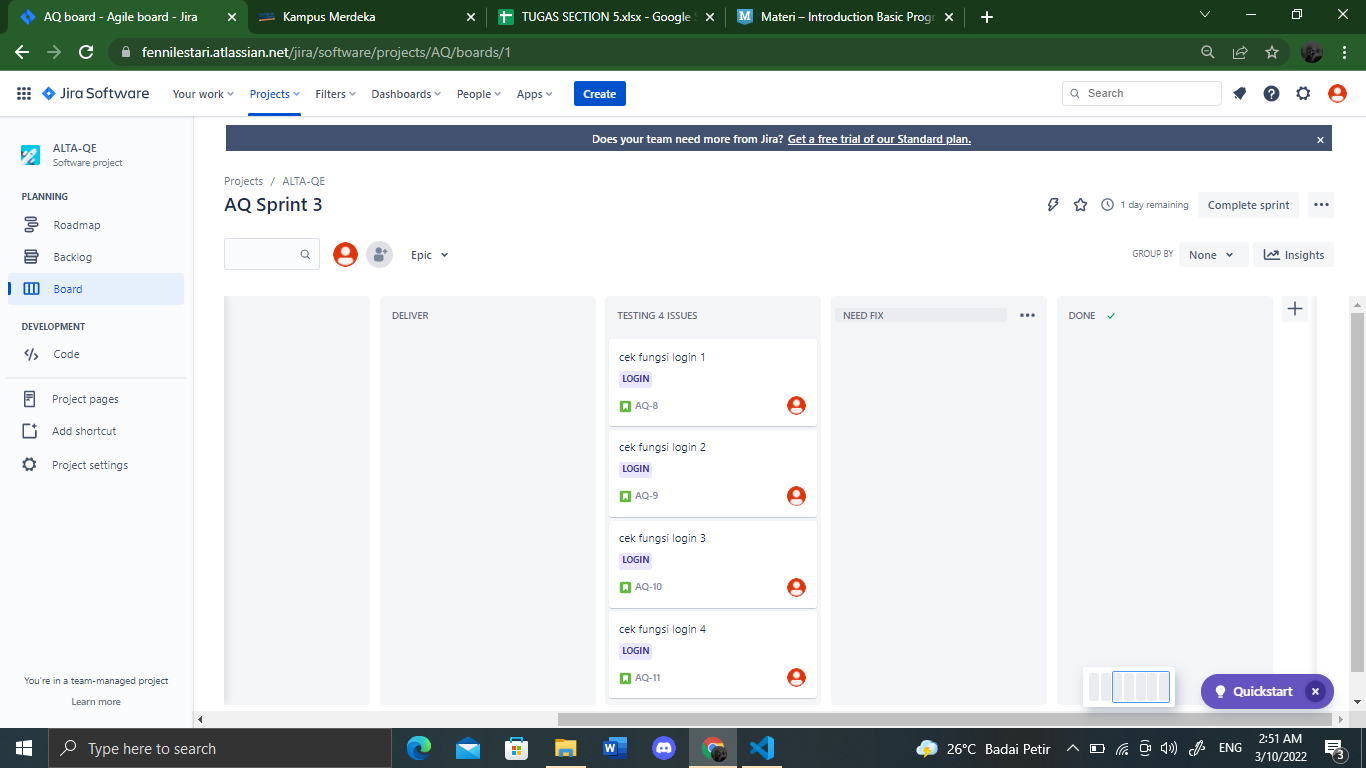 AQ board - Agile board - Jira
Kampus Merdeka
TUGAS SECTION 5.xlsx - Google S
Materi – Introduction Basic Progr
fennilestari.atlassian.net/jira/software/projects/AQ/boards/1
Jira Software
Your work
Projects
Filters
Dashboards
People
Apps
Create
Search
Does your team need more from Jira? Get a free trial of our Standard plan.
ALTA-QE
Software project
PLANNING
Roadmap
Backlog
Board
DEVELOPMENT
Code
Project pages
Add shortcut
Project settings
You're in a team-managed project
Learn more
Projects / ALTA-QE
AQ Sprint 3
1 day remaining
Complete sprint
Epic
GROUP BY
None
Insights
DELIVER
TESTING 4 ISSUES
NEED FIX
DONE
cek fungsi login 1
LOGIN
AQ-8
cek fungsi login 2
LOGIN
AQ-9
cek fungsi login 3
LOGIN
AQ-10
cek fungsi login 4
LOGIN
AQ-11
Quickstart
Type here to search
26°C Badai Petir
ENG
2:51 AM
3/10/2022
3